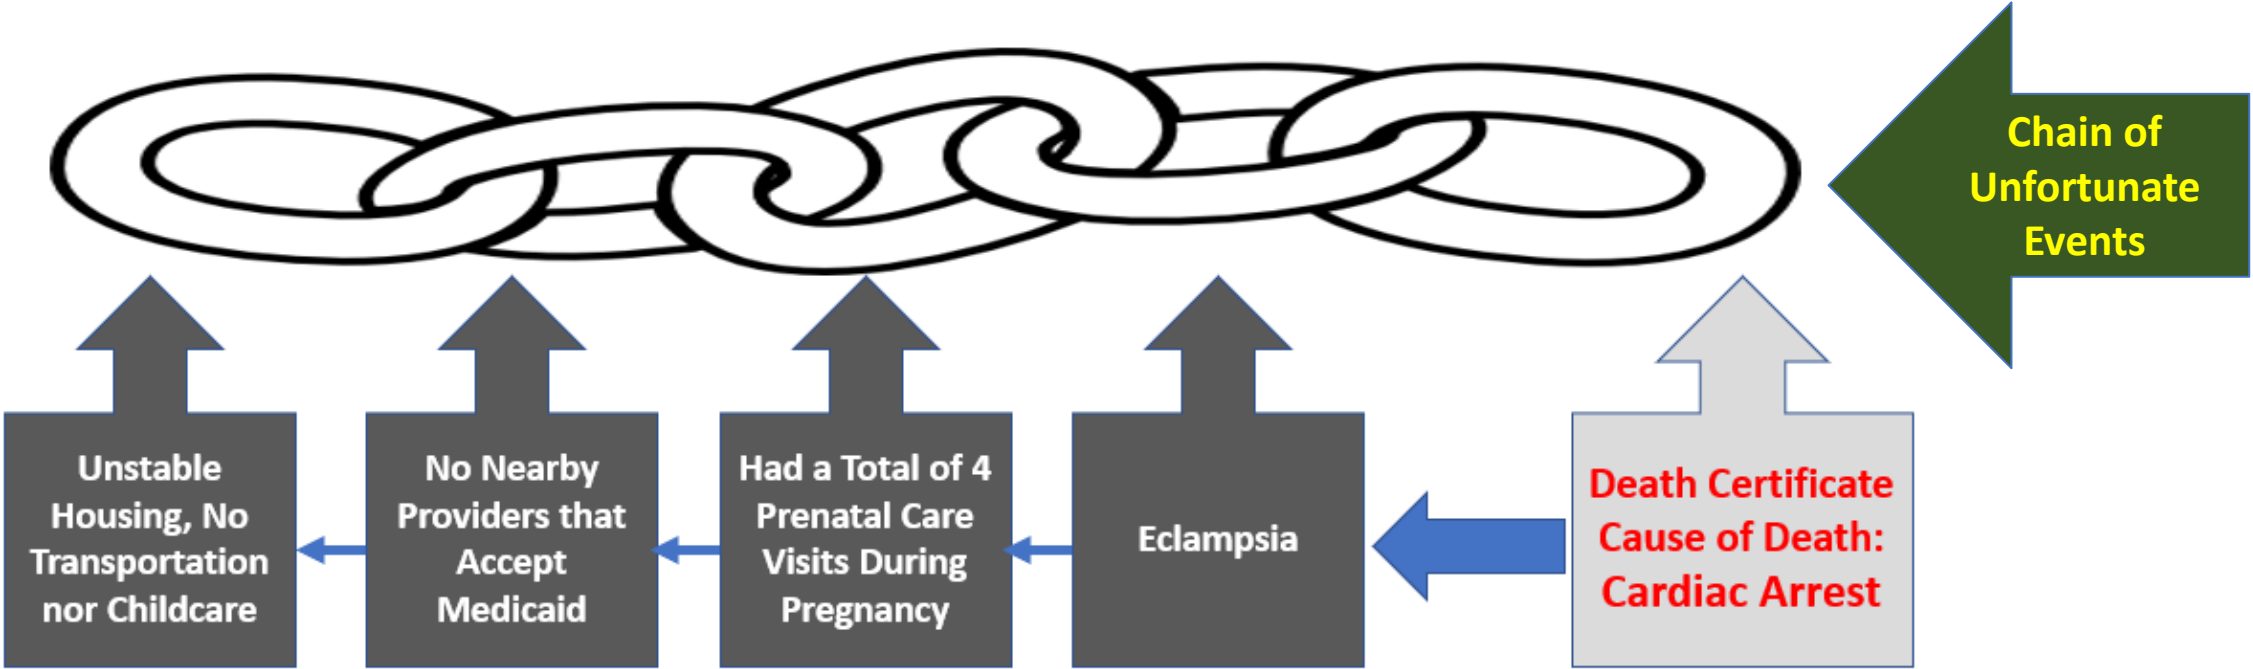 Chain of
Unfortunate
Events
Unstable
Housing, No
Transportation
nor Childcare
No Nearby
Providers that
Accept
Medicaid
Had a Total of 4
Prenatal Care
Visits During
Pregnancy
Eclampsia
Death Certificate
Cause of Death:
Cardiac Arrest